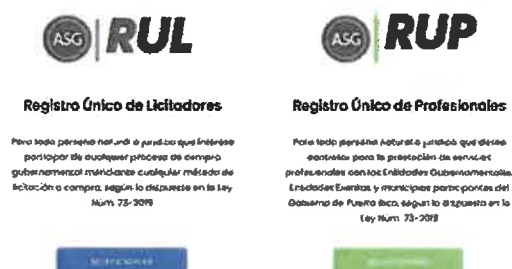 ASG RUL
Registro Único de Licitadores
Para toda persona natural o jurídica que interese
participar de cualquier proceso de compra
gubernamental mediante cualquier método de
licitación o compra, según lo dispuesto en la Ley
Núm. 73-2019
SELECCIONAR
ASG RUP
Registro Único de Profesionales
Para toda persona natural o jurídica que desee
contratar para la prestación de servicios
profesionales con las Entidades Gubernamentales,
Entidades Exentas y municipios participantes del
Gobierno de Puerto Rico, según lo dispuesto en la
Ley Núm. 73-2019
SELECCIONAR